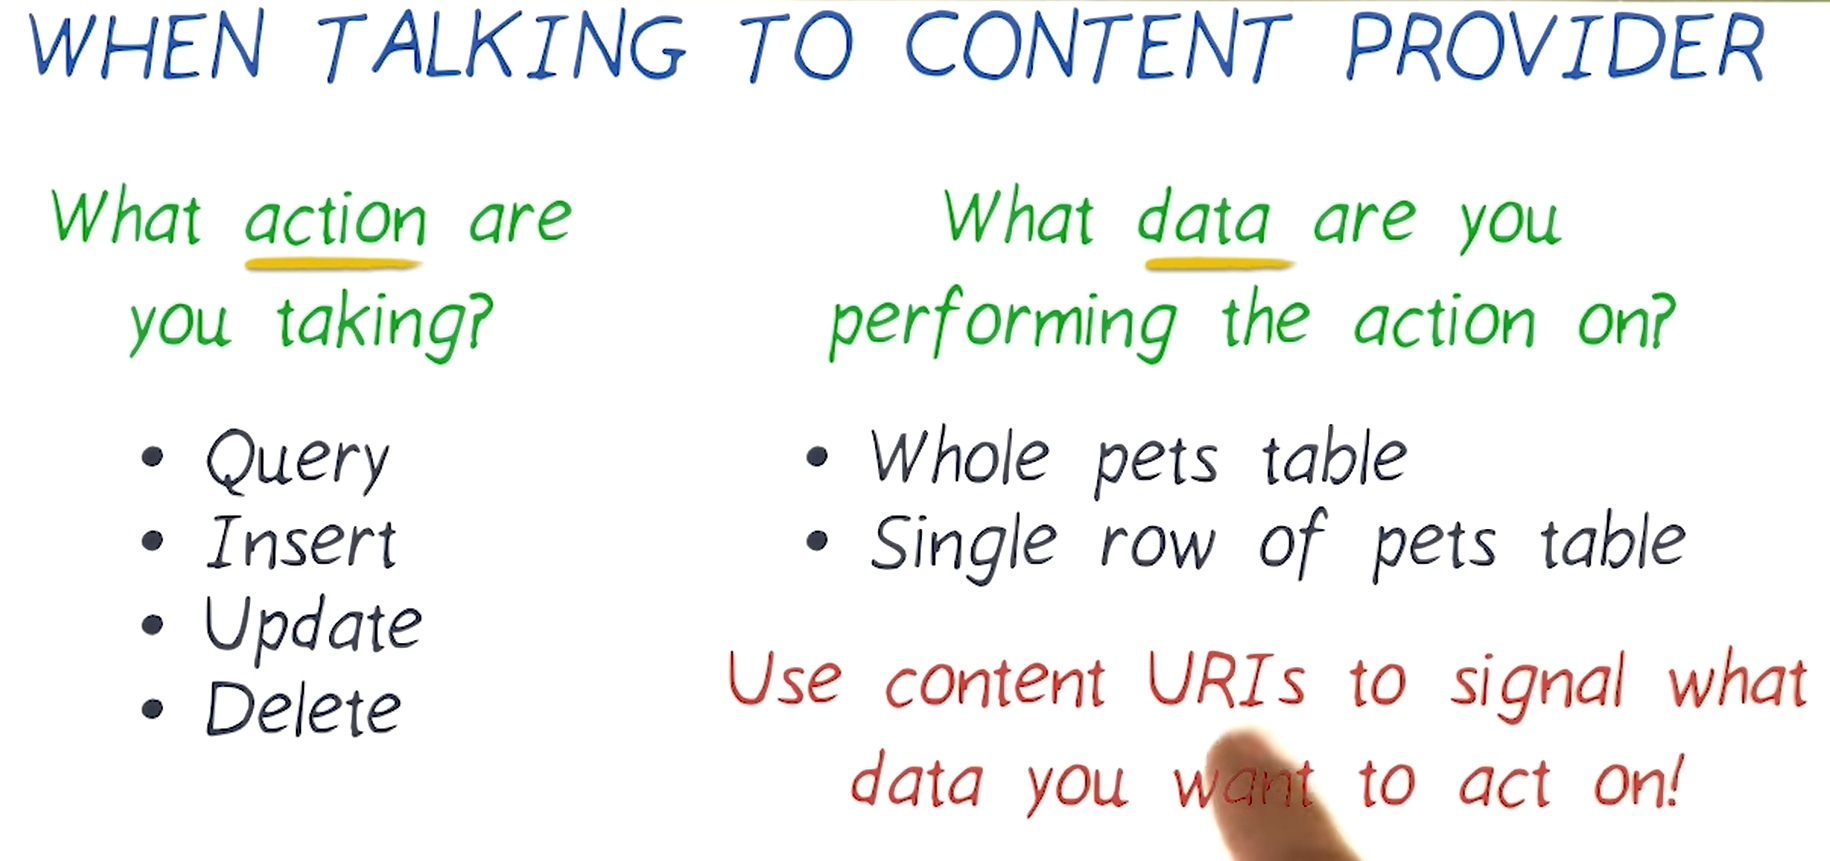 WHEN TALKING TO CONTENT PROVIDER
What action are
you taking?
• Query
• Insert
• Update
• Delete
What data are you
performing the action on?
• Whole pets table
• Single row of pets table
Use content URIs to signal what
data you want to act on!